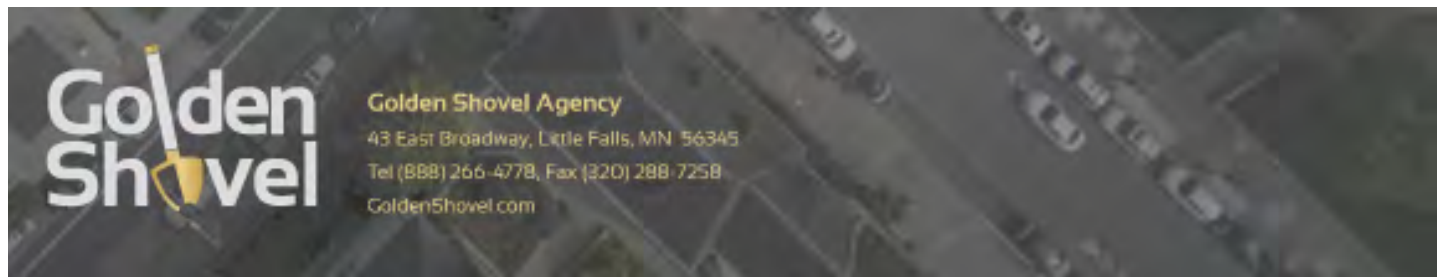 Golden
Shovel
Golden Shovel Agency
43 East Broadway, Little Falls, MN 56345
Tel (888) 266-4778, Fax (320) 288-7258
GoldenShovel.com